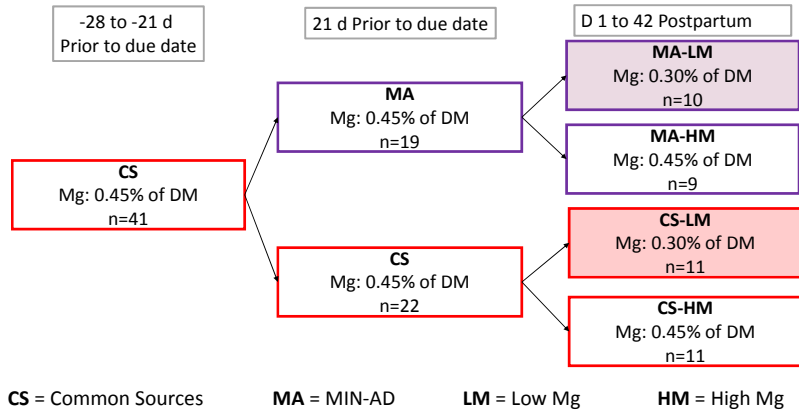 -28 to -21 d
Prior to due date
21 d Prior to due date
D 1 to 42 Postpartum
CS
Mg: 0.45% of DM
n=41
MA
Mg: 0.45% of DM
n=19
CS
Mg: 0.45% of DM
n=22
MA-LM
Mg: 0.30% of DM
n=10
MA-HM
Mg: 0.45% of DM
n=9
CS-LM
Mg: 0.30% of DM
n=11
CS-HM
Mg: 0.45% of DM
n=11
CS = Common Sources MA = MIN-AD LM = Low Mg HM = High Mg